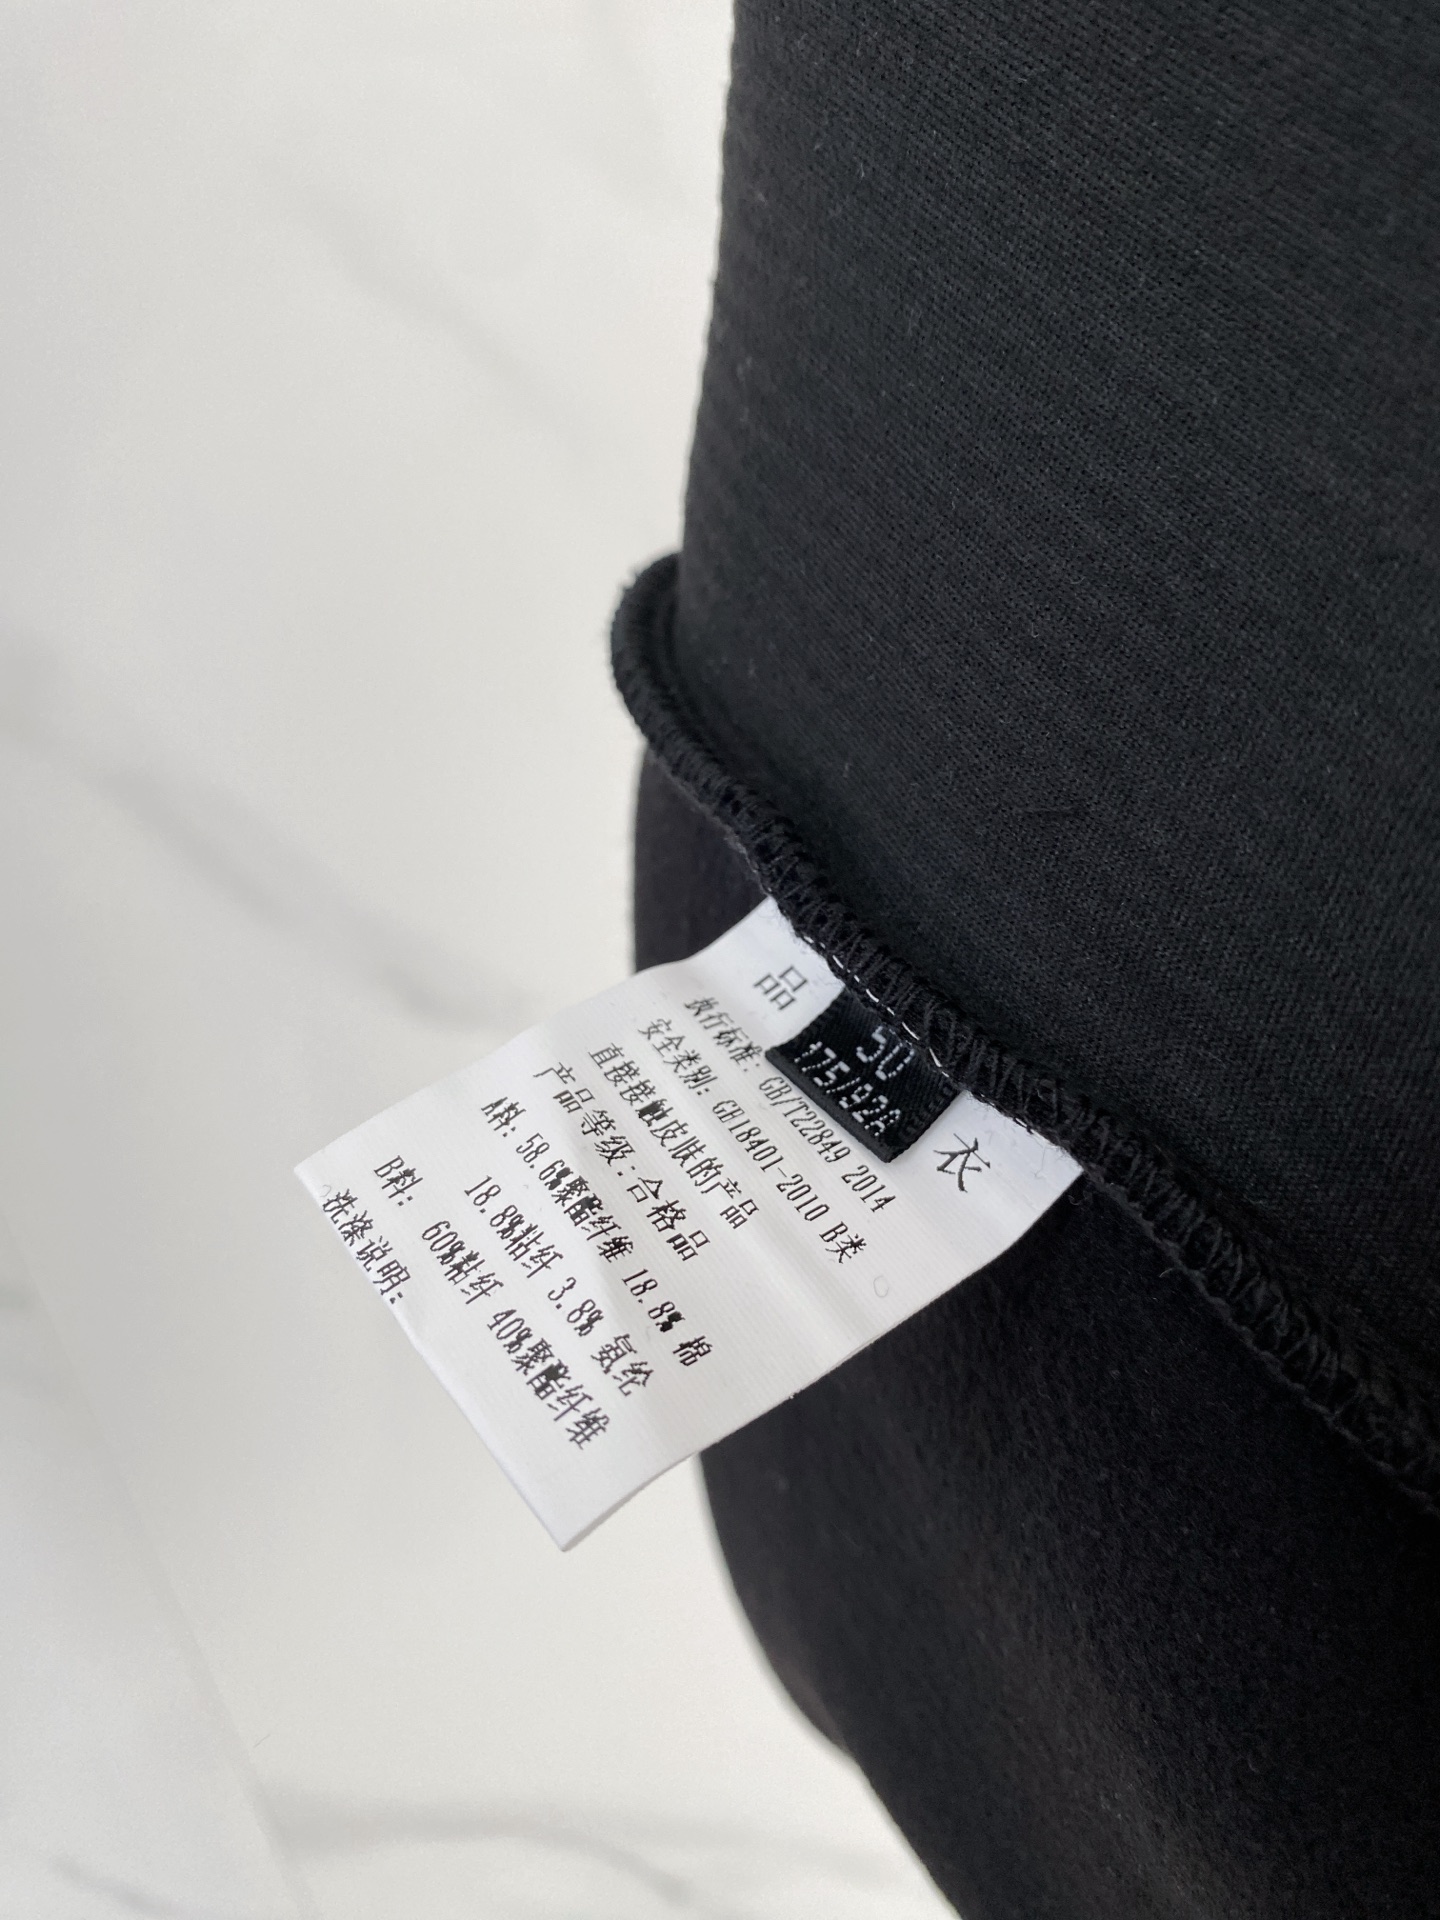 品 衣
50
175/92A
执行标准: GB/T22849 2014
安全类别: GB18401-2010 B类
直接接触皮肤的产品
产品等级:合格品
A料: 58.6%聚酯纤维 18.8% 棉
18.8%粘纤 3.8% 氨纶
B料: 60%粘纤 40%聚酯纤维
洗涤说明: